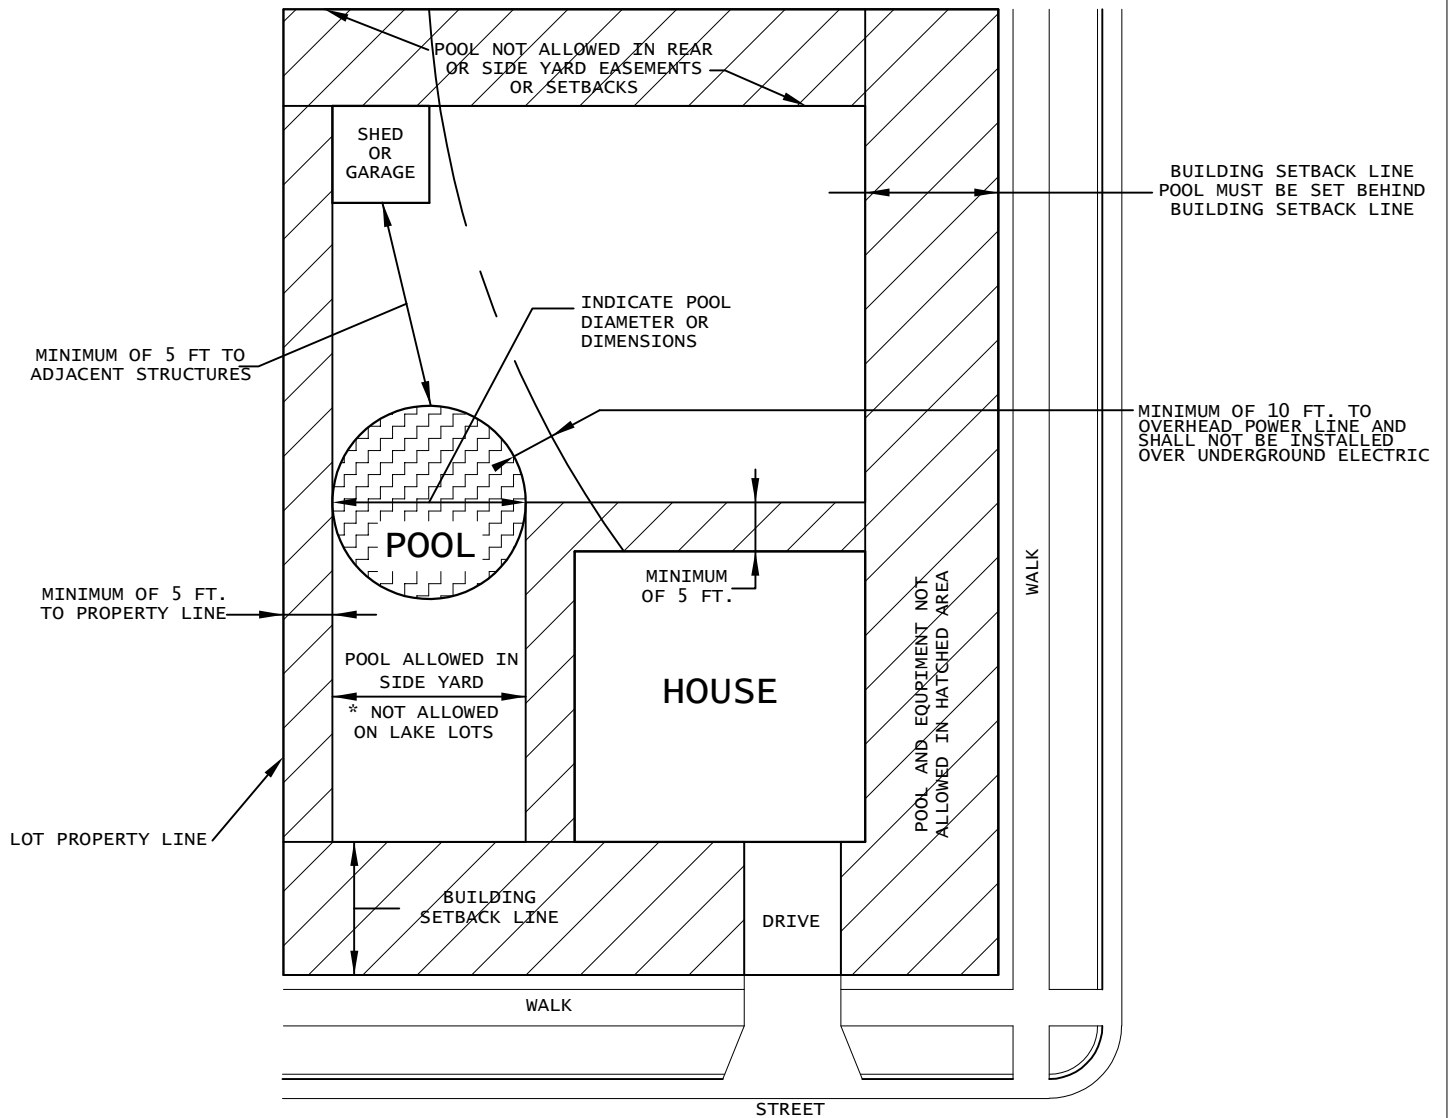 POOL NOT ALLOWED IN REAR
OR SIDE YARD EASEMENTS
OR SETBACKS
SHED
OR
GARAGE
BUILDING SETBACK LINE
POOL MUST BE SET BEHIND
BUILDING SETBACK LINE
INDICATE POOL
DIAMETER OR
DIMENSIONS
MINIMUM OF 5 FT TO
ADJACENT STRUCTURES
MINIMUM OF 10 FT. TO
OVERHEAD POWER LINE AND
SHALL NOT BE INSTALLED
OVER UNDERGROUND ELECTRIC
POOL
MINIMUM
OF 5 FT.
MINIMUM OF 5 FT.
TO PROPERTY LINE
POOL ALLOWED IN
SIDE YARD
* NOT ALLOWED
ON LAKE LOTS
HOUSE
POOL AND EQUPIMENT NOT
ALLOWED IN HATCHED AREA
WALK
LOT PROPERTY LINE
BUILDING
SETBACK LINE
DRIVE
WALK
STREET